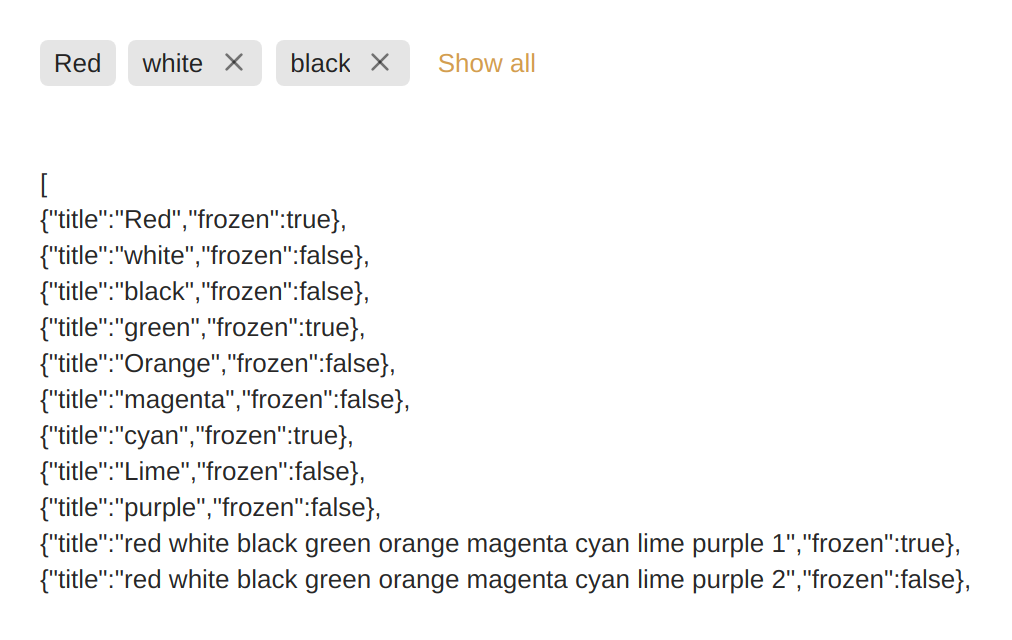 Red white black Show all
[
{"title":"Red","frozen":true},
{"title":"white","frozen":false},
{"title":"black","frozen":false},
{"title":"green","frozen":true},
{"title":"Orange","frozen":false},
{"title":"magenta","frozen":false},
{"title":"cyan","frozen":true},
{"title":"Lime","frozen":false},
{"title":"purple","frozen":false},
{"title":"red white black green orange magenta cyan lime purple 1","frozen":true},
{"title":"red white black green orange magenta cyan lime purple 2","frozen":false},